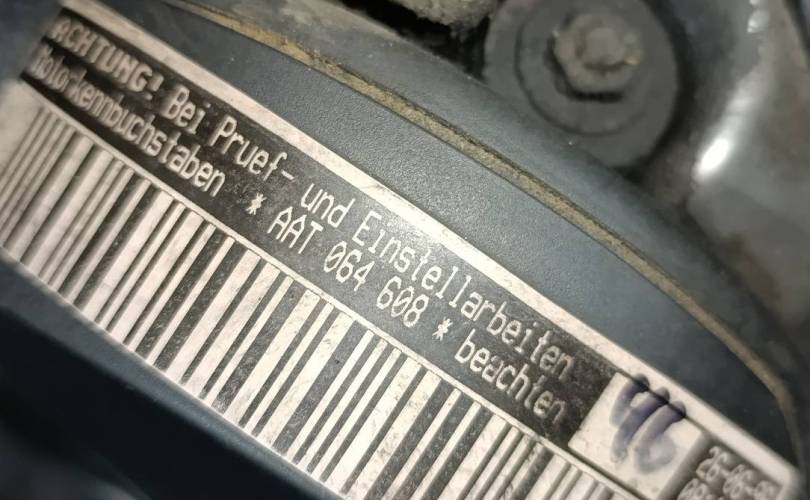 ACHTUNG! Bei Pruef- und Einstellarbeiten
Motorkennbuchstaben * AAT 064 608 * beachten